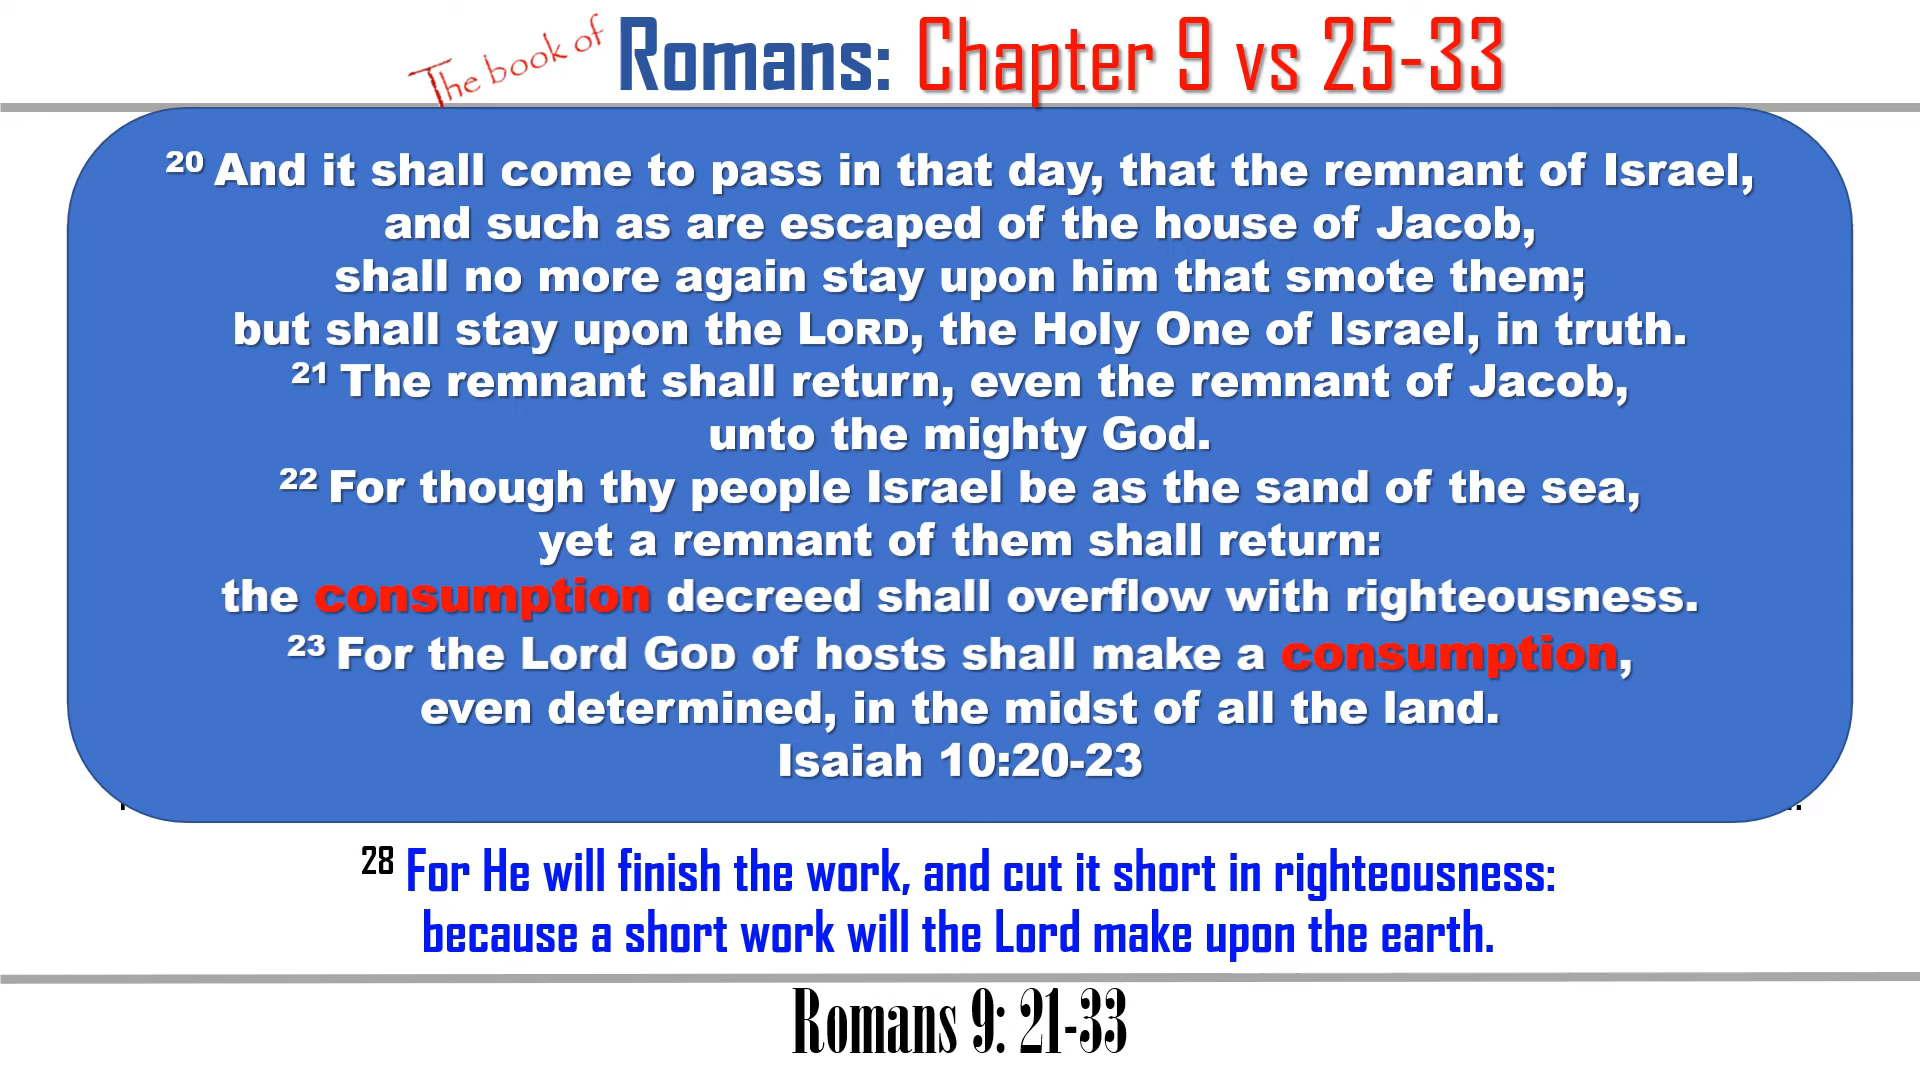 The book of Romans: Chapter 9 vs 25-33
20 And it shall come to pass in that day, that the remnant of Israel,
and such as are escaped of the house of Jacob,
shall no more again stay upon him that smote them;
but shall stay upon the LORD, the Holy One of Israel, in truth.
21 The remnant shall return, even the remnant of Jacob,
unto the mighty God.
22 For though thy people Israel be as the sand of the sea,
yet a remnant of them shall return:
the consumption decreed shall overflow with righteousness.
23 For the Lord GOD of hosts shall make a consumption,
even determined, in the midst of all the land.
Isaiah 10:20-23
28 For He will finish the work, and cut it short in righteousness:
because a short work will the Lord make upon the earth.
Romans 9: 21-33